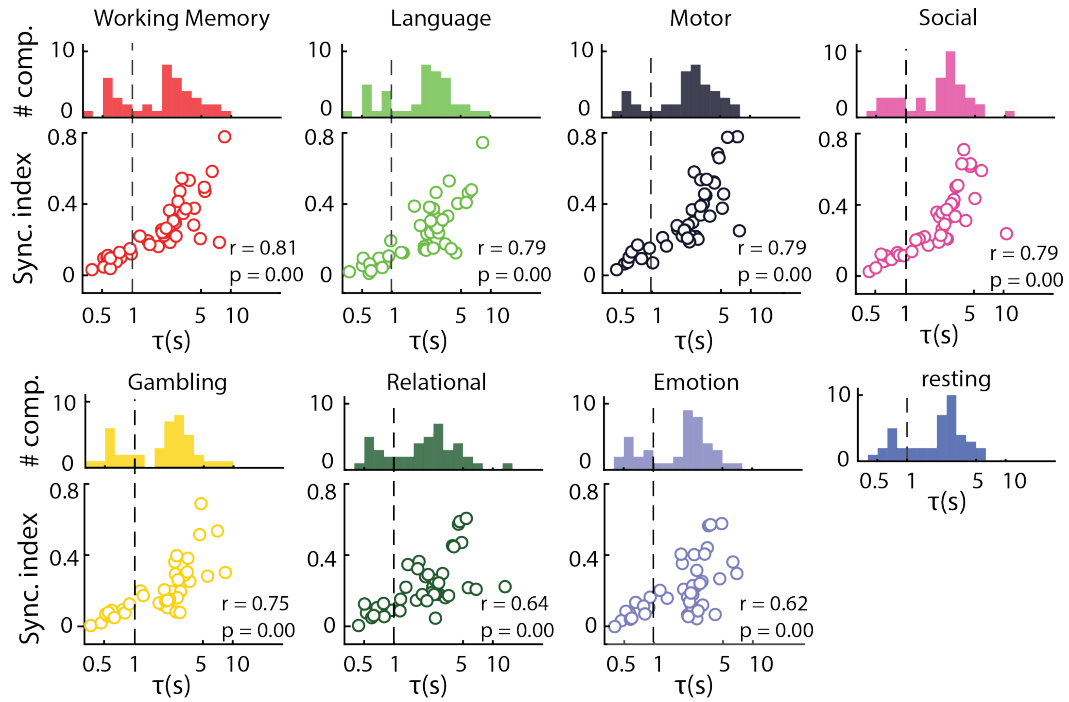 Working Memory
Language
Motor
Social
# comp.
10
0
10
0
10
0
10
0
Sync. index
0.8
0.4
0
r = 0.81
p = 0.00
0.8
0.4
0
r = 0.79
p = 0.00
0.8
0.4
0
r = 0.79
p = 0.00
0.8
0.4
0
r = 0.79
p = 0.00
0.5 1 5 10
0.5 1 5 10
0.5 1 5 10
0.5 1 5 10
τ(s)
τ(s)
τ(s)
τ(s)
Gambling
Relational
Emotion
resting
# comp.
10
0
10
0
10
0
10
0
0.5 1 5 10
τ(s)
Sync. index
0.8
0.4
0
r = 0.75
p = 0.00
0.8
0.4
0
r = 0.64
p = 0.00
0.8
0.4
0
r = 0.62
p = 0.00
0.5 1 5 10
0.5 1 5 10
0.5 1 5 10
τ(s)
τ(s)
τ(s)